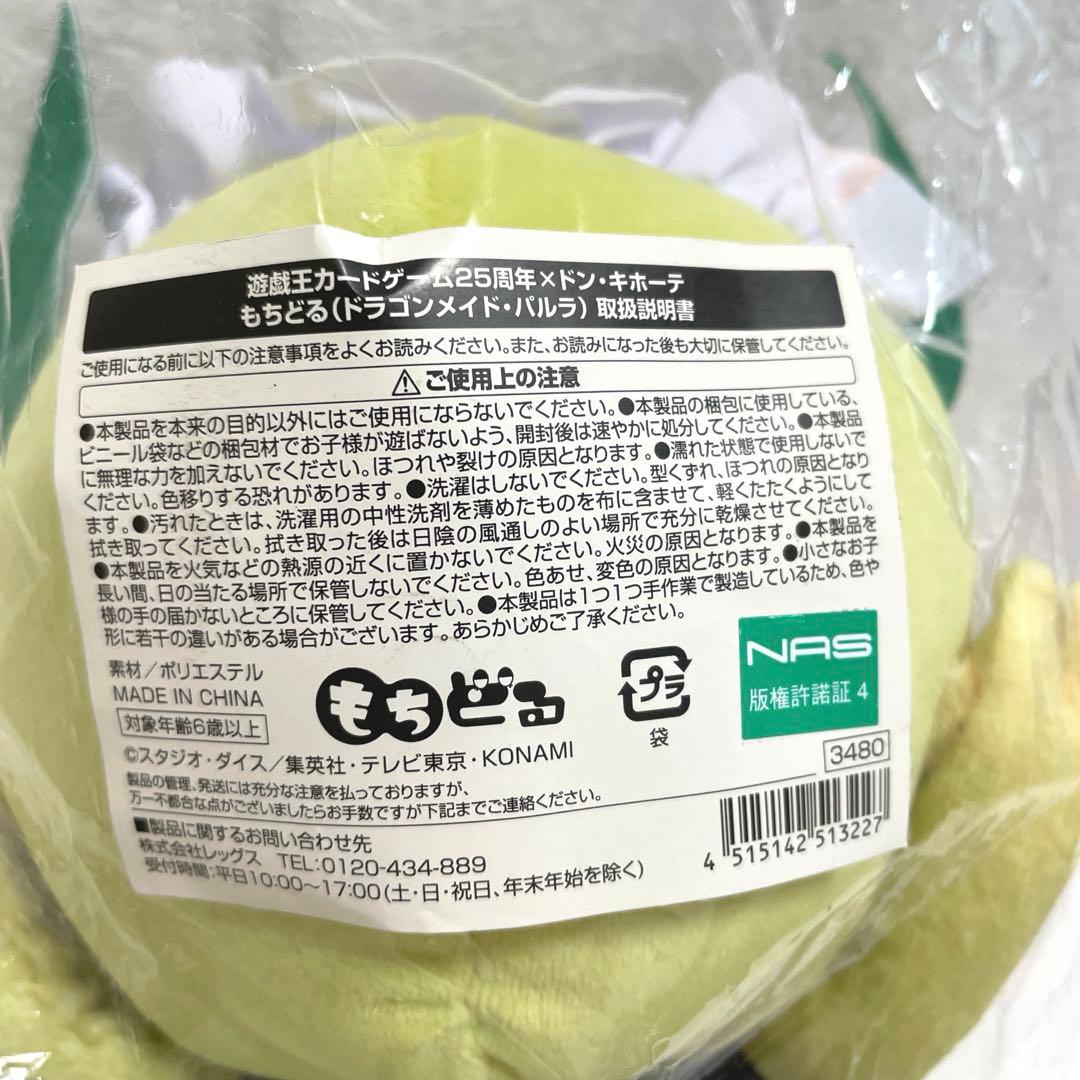 遊戯王カードゲーム25周年×ドン・キホーテ
もちどる(ドラゴンメイド・パルラ) 取扱説明書
ご使用になる前に以下の注意事項をよくお読みください。また、お読みになった後も大切に保管してください。
⚠ご使用上の注意
●本製品を本来の目的以外にはご使用にならないでください。●本製品の梱包に使用している、
ビニール袋などの梱包材でお子様が遊ばないよう、開封後は速やかに処分してください。●本製品
に無理な力を加えないでください。ほつれや裂けの原因となります。●濡れた状態で使用しないで
ください。色移りする恐れがあります。●洗濯はしないでください。型くずれ、ほつれの原因となり
ます。●汚れたときは、洗濯用の中性洗剤を薄めたものを布に含ませて、軽くたたくようにして
拭き取ってください。拭き取った後は日陰の風通しのよい場所で充分に乾燥させてください。
●本製品を火気などの熱源の近くに置かないでください。火災の原因となります。●本製品を
長い間、日の当たる場所で保管しないでください。色あせ、変色の原因となります。●小さなお子
様の手の届かないところに保管してください。●本製品は1つ1つ手作業で製造しているため、色や
形に若干の違いがある場合がございます。あらかじめご了承ください。
素材/ポリエステル
MADE IN CHINA
対象年齢6歳以上
もちどる
プラ
袋
NAS
版権許諾証 4
©スタジオ・ダイス/集英社・テレビ東京・KONAMI
3480
製品の管理、発送には充分な注意を払っておりますが、
万一不都合な点がございましたらお手数ですが下記までご連絡ください。
■製品に関するお問い合わせ先
株式会社レッグス TEL:0120-434-889
受付時間:平日10:00～17:00(土・日・祝日、年末年始を除く)
4 515142 513227